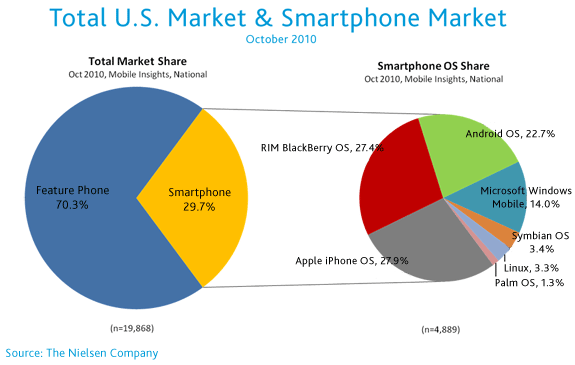 Total U.S. Market & Smartphone Market
October 2010
Total Market Share
Oct 2010, Mobile Insights, National
Feature Phone
70.3%
Smartphone
29.7%
(n=19,868)
Smartphone OS Share
Oct 2010, Mobile Insights, National
Android OS, 22.7%
RIM BlackBerry OS, 27.4%
Microsoft Windows
Mobile, 14.0%
Symbian OS
3.4%
Apple iPhone OS, 27.9%
Linux, 3.3%
Palm OS, 1.3%
(n=4,889)
Source: The Nielsen Company